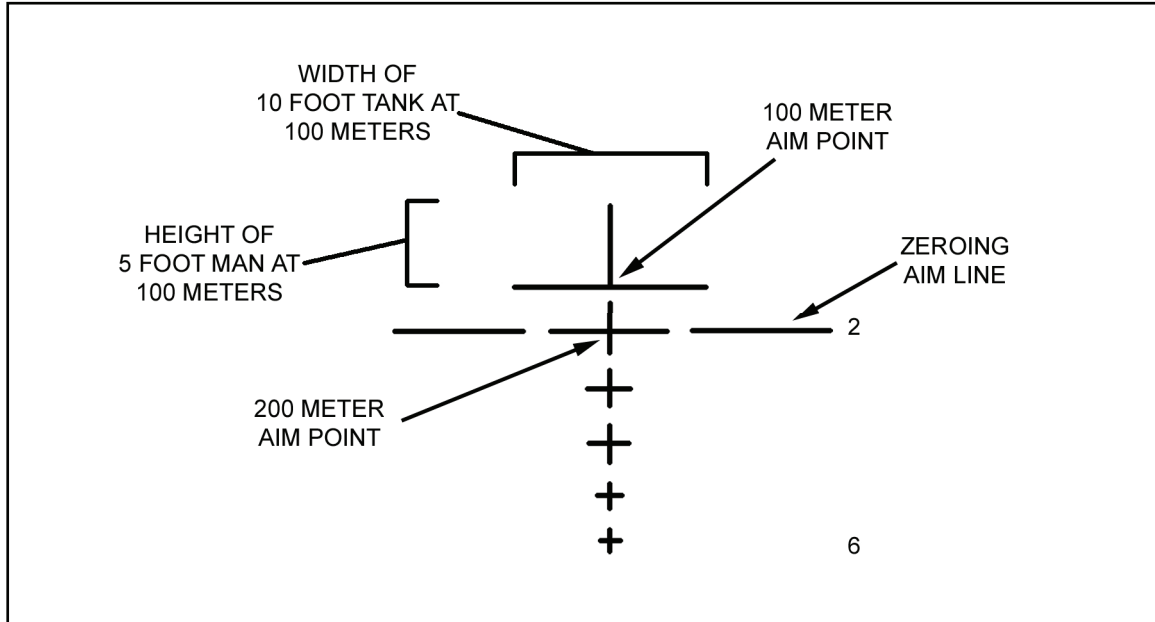 WIDTH OF
10 FOOT TANK AT
100 METERS
100 METER
AIM POINT
HEIGHT OF
5 FOOT MAN AT
100 METERS
ZEROING
AIM LINE
2
200 METER
AIM POINT
6